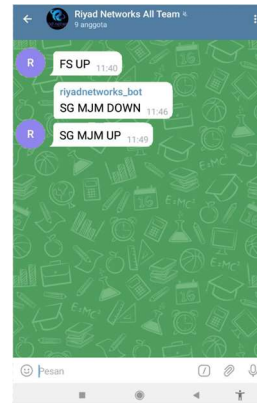 Riyad Networks All Team
9 anggota
R
FS UP 11:40
riyadnetworks_bot
SG MJM DOWN 11:46
R
SG MJM UP 11:49
Pesan